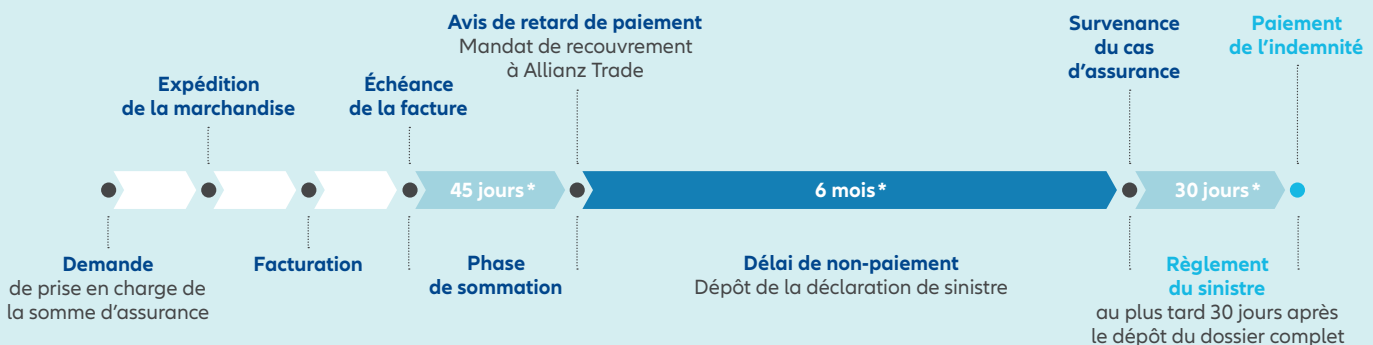 Avis de retard de paiement
Mandat de recouvrement
à Allianz Trade
Survenance
du cas
d'assurance
Paiement
de l'indemnité
Expédition
de la marchandise
Échéance
de la facture
45 jours*
6 mois*
30 jours*
Demande
de prise en charge de
la somme d'assurance
Facturation
Phase
de sommation
Délai de non-paiement
Dépôt de la déclaration de sinistre
Règlement
du sinistre
au plus tard 30 jours après
le dépôt du dossier complet